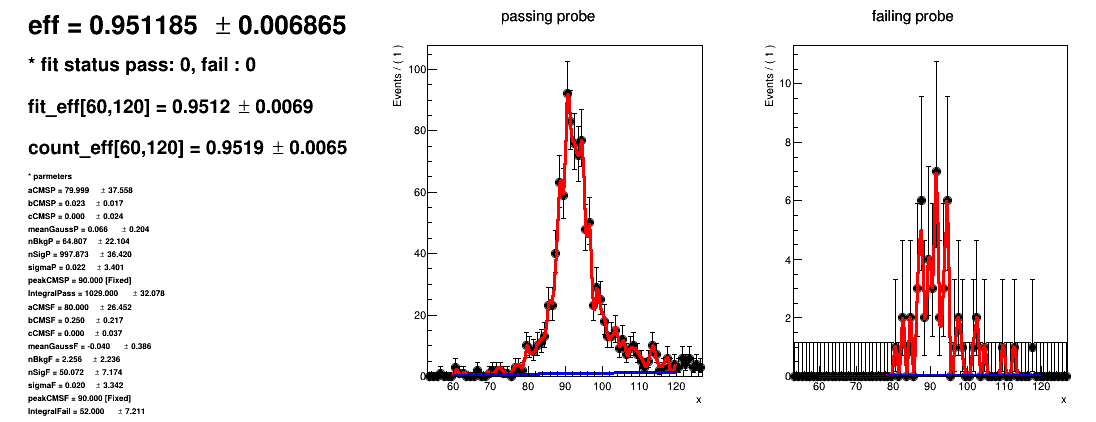 eff = 0.951185 ± 0.006865
* fit status pass: 0, fail : 0
fit_eff[60,120] = 0.9512 ± 0.0069
count_eff[60,120] = 0.9519 ± 0.0065
* parmeters
aCMSP = 79.999 ± 37.558
bCMSP = 0.023 ± 0.017
cCMSP = 0.000 ± 0.024
meanGaussP = 0.066 ± 0.204
nBkgP = 64.807 ± 22.104
nSigP = 997.873 ± 36.420
sigmaP = 0.022 ± 3.401
peakCMSP = 90.000 [Fixed]
IntegralPass = 1029.000 ± 32.078
aCMSF = 80.000 ± 26.452
bCMSF = 0.250 ± 0.217
cCMSF = 0.000 ± 0.037
meanGaussF = -0.040 ± 0.386
nBkgF = 2.256 ± 2.236
nSigF = 50.072 ± 7.174
sigmaF = 0.020 ± 3.342
peakCMSF = 90.000 [Fixed]
IntegralFail = 52.000 ± 7.211
passing probe
Events / ( 1 )
100
80
60
40
20
0
60 70 80 90 100 110 120
x
failing probe
Events / ( 1 )
10
8
6
4
2
0
60 70 80 90 100 110 120
x